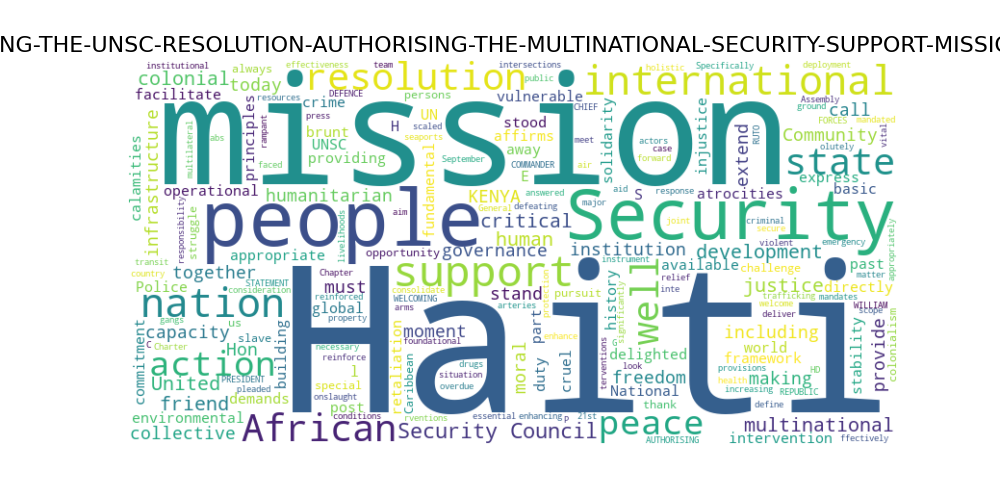 NG-THE-UNSC-RESOLUTION-AUTHORISING-THE-MULTINATIONAL-SECURITY-SUPPORT-MISSIO
institutional
always
effectiveness
team
intersections
Specifically
holistic
deployment
colonial
today
resolution
public
international
facilitate
resources
DEFENCE
persons
vulnerable
CHIEF
Assembly
mission
crime
press
UN
scaled
stood
solidarity
actors
ground
FORCES
mandated
call
calamities
infrastructure
multilateral
principles
rampant
abs
brunt
UNSC
H
affirms
seaports
away
meet
case
injustice
extend
RUTO
Community
olutely
vital
struggle
faced
providing
fundamental
September
COMMANDER
air
forward
state
operational
humanitarian
KENYA
E
answered
aid
response
S
atrocities
express
basic
responsibility
people
livelihoods
aim
General
defeating
major
joint
criminal
Security
critical
secure
violent
emergency
appropriately
appropriate
opportunity
governance
human
institution
development
transit
country
together
STATEMENT
consideration
Chapter
support
protection
instrument
available
challenge
past
matter
Police
must
consolidate
stand
pursuit
relief
justice
directly
nation
reinforced
global
WELCOMING
arms
arteries
part
history
significantly
well
inte
trafficking
mandates
WILLIAM
gangs
us
property
Haiti
G
welcome
deliver
scope
commitment
C
capacity
slave
building
necessary
moment
foundational
enhance
including
stability
provide
colonialism
Charter
Hon
reinforce
retaliation
Caribbean
moral
duty
cruel
delighted
look
world
framework
action
l
drugs
situation
terventions
freedom
provisions
HD
United
PRESIDENT
pleaded
special
onslaught
overdue
National
health
increasing
making
REPUBLIC
friend
demands
post
thank
define
environmental
conditions
rventions
essential
enhancing
P
21st
peace
multinational
collective
African
Security Council
AUTHORISING
intervention
ffectively